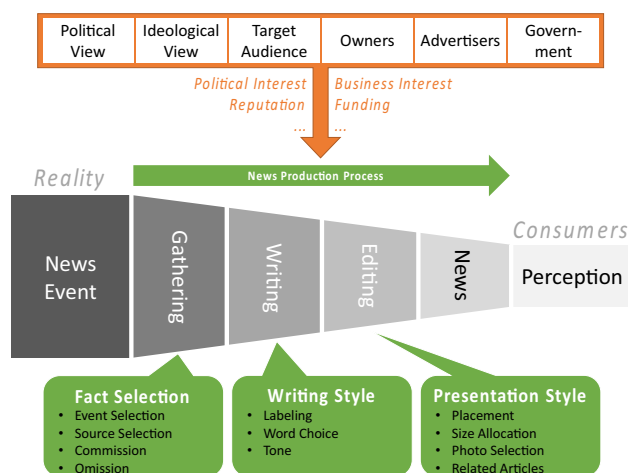 Political View
Ideological View
Target Audience
Owners
Advertisers
Govern-
ment
Political Interest
Reputation
...
Business Interest
Funding
...
News Production Process
Reality
Consumers
News
Event
Gathering
Writing
Editing
News
Perception
Fact Selection
• Event Selection
• Source Selection
• Commission
• Omission
Writing Style
• Labeling
• Word Choice
• Tone
Presentation Style
• Placement
• Size Allocation
• Photo Selection
• Related Articles